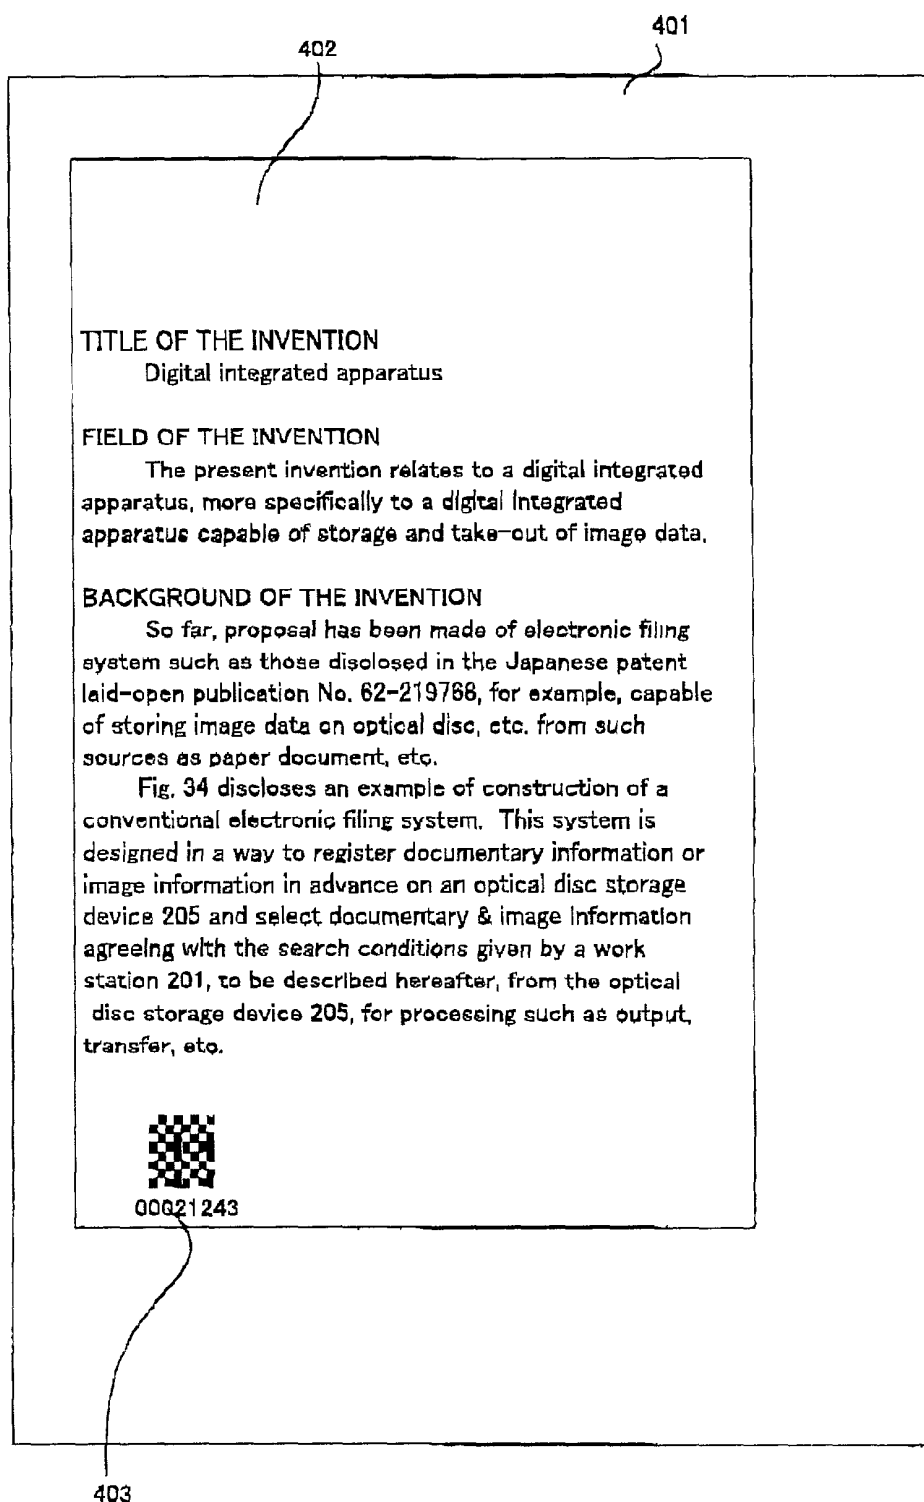 401
402
TITLE OF THE INVENTION
Digital integrated apparatus
FIELD OF THE INVENTION
The present invention relates to a digital integrated
apparatus, more specifically to a digital integrated
apparatus capable of storage and take-out of image data.
BACKGROUND OF THE INVENTION
So far, proposal has been made of electronic filing
system such as those disclosed in the Japanese patent
laid-open publication No. 62-219768, for example, capable
of storing image data on optical disc, etc. from such
sources as paper document, etc.
Fig. 34 discloses an example of construction of a
conventional electronic filing system. This system is
designed in a way to register documentary information or
image information in advance on an optical disc storage
device 205 and select documentary & image information
agreeing with the search conditions given by a work
station 201, to be described hereafter, from the optical
disc storage device 205, for processing such as output,
transfer, etc.
00021243
403